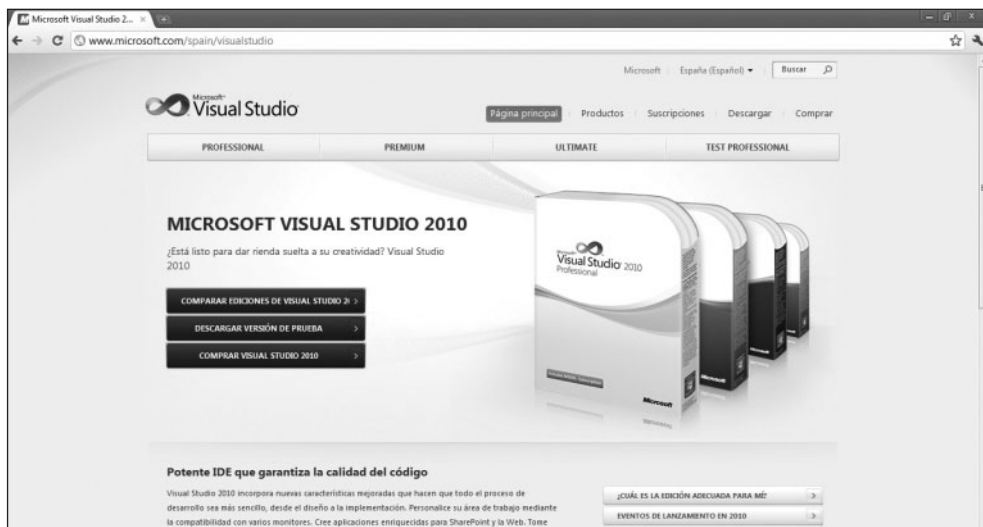 Microsoft Visual Studio 2...
www.microsoft.com/spain/visualstudio
Microsoft España (Español) Buscar
Microsoft
Visual Studio
Página principal Productos Suscripciones Descargar Comprar
PROFESSIONAL PREMIUM ULTIMATE TEST PROFESSIONAL
MICROSOFT VISUAL STUDIO 2010
¿Está listo para dar rienda suelta a su creatividad? Visual Studio
2010
COMPARAR EDICIONES DE VISUAL STUDIO 2(
DESCARGAR VERSIÓN DE PRUEBA
COMPRAR VISUAL STUDIO 2010
Microsoft
Visual Studio 2010
Professional
Microsoft
Potente IDE que garantiza la calidad del código
Visual Studio 2010 incorpora nuevas características mejoradas que hacen que todo el proceso de
desarrollo sea más sencillo, desde el diseño a la implementación. Personalice su área de trabajo mediante
la compatibilidad con varios monitores. Cree aplicaciones enriquecidas para SharePoint y la Web. Tome
¿CUÁL ES LA EDICIÓN ADECUADA PARA MÍ?
EVENTOS DE LANZAMIENTO EN 2010